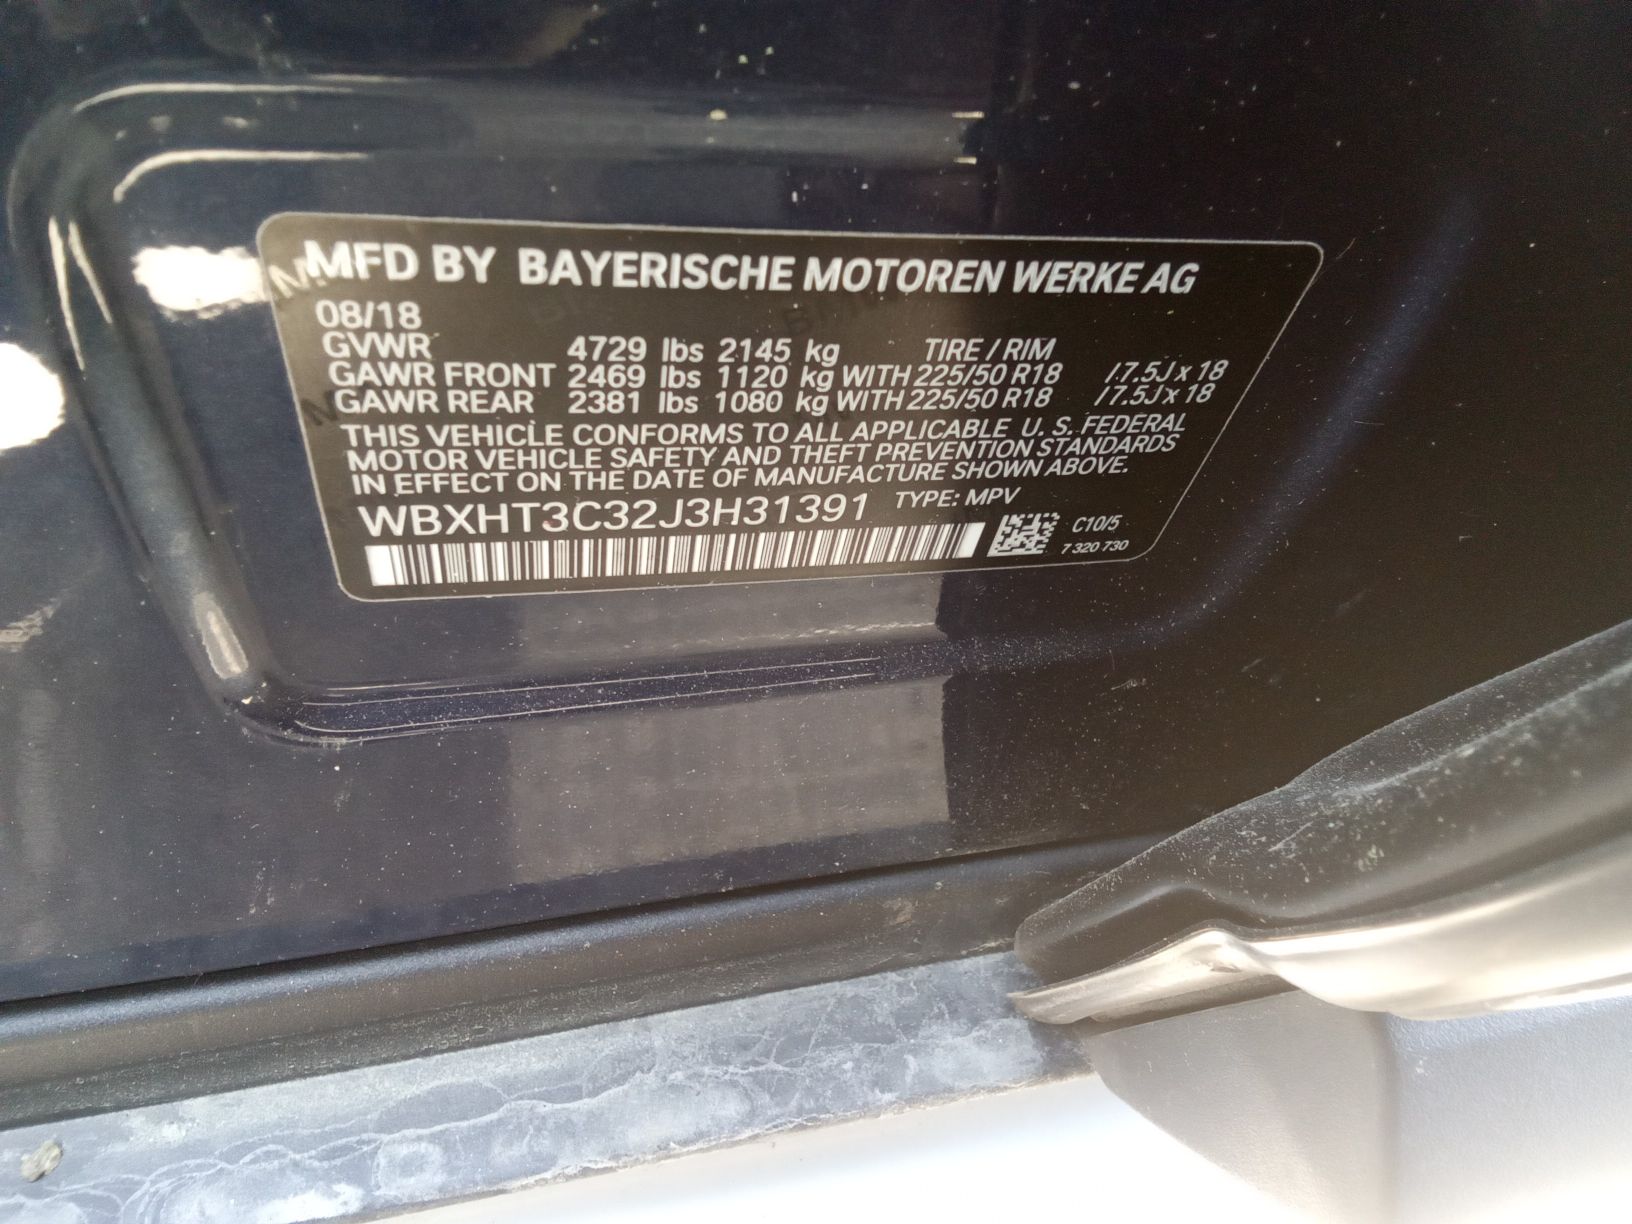 MFD BY BAYERISCHE MOTOREN WERKE AG
08/18
GVWR 4729 lbs 2145 kg TIRE / RIM
GAWR FRONT 2469 lbs 1120 kg WITH 225/50 R18 / 7.5J x 18
GAWR REAR 2381 lbs 1080 kg WITH 225/50 R18 / 7.5J x 18
THIS VEHICLE CONFORMS TO ALL APPLICABLE U. S. FEDERAL
MOTOR VEHICLE SAFETY AND THEFT PREVENTION STANDARDS
IN EFFECT ON THE DATE OF MANUFACTURE SHOWN ABOVE.
WBXHT3C32J3H31391 TYPE: MPV
C10/5
7 320 730